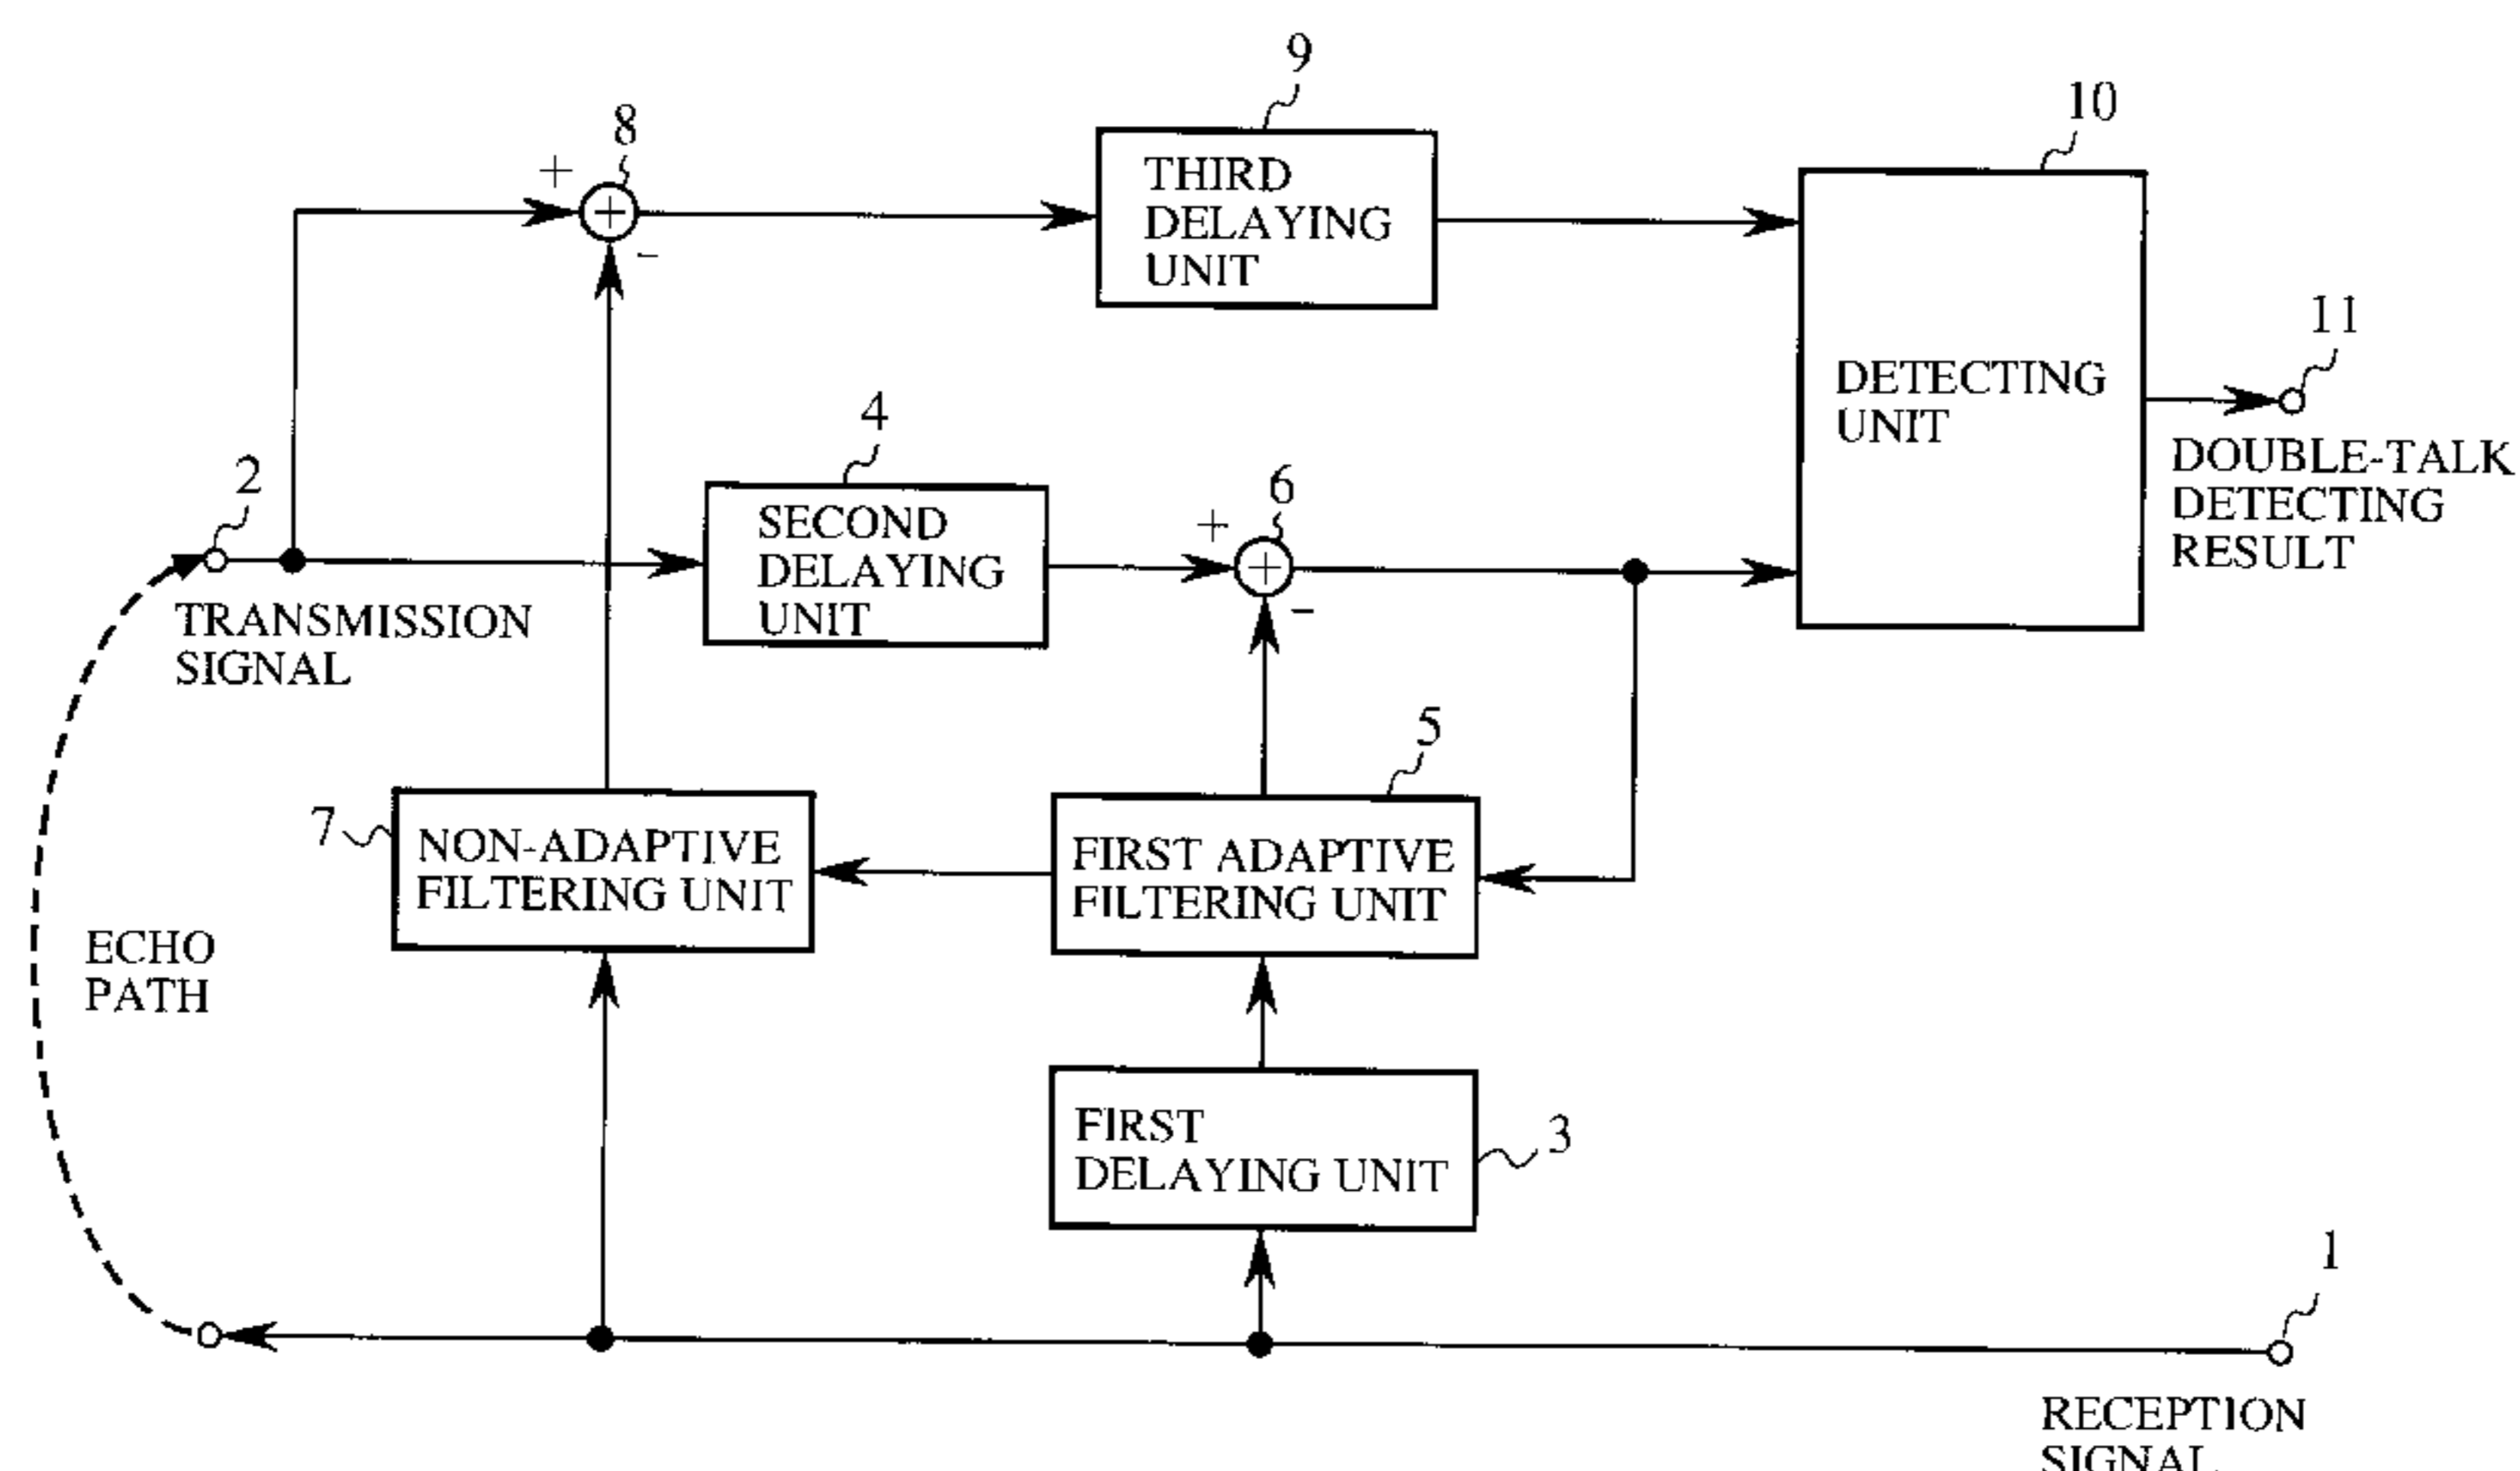 9
10
8
+
THIRD
DELAYING
UNIT
+
-
11
DETECTING
UNIT
4
2
6
DOUBLE-TALK
DETECTING
RESULT
SECOND
DELAYING
UNIT
+
+
-
TRANSMISSION
SIGNAL
5
7
NON-ADAPTIVE
FILTERING UNIT
FIRST ADAPTIVE
FILTERING UNIT
ECHO
PATH
FIRST
DELAYING UNIT
3
1
RECEPTION
SIGNAL